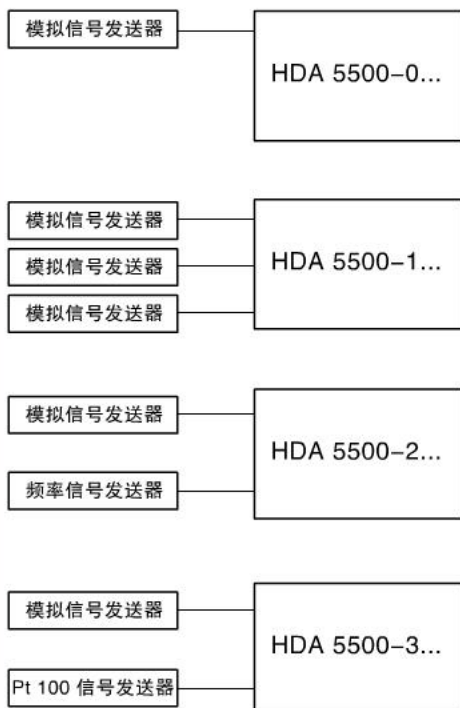 模拟信号发送器
HDA 5500-0...
模拟信号发送器
模拟信号发送器
模拟信号发送器
HDA 5500-1...
模拟信号发送器
频率信号发送器
HDA 5500-2...
模拟信号发送器
Pt 100 信号发送器
HDA 5500-3...